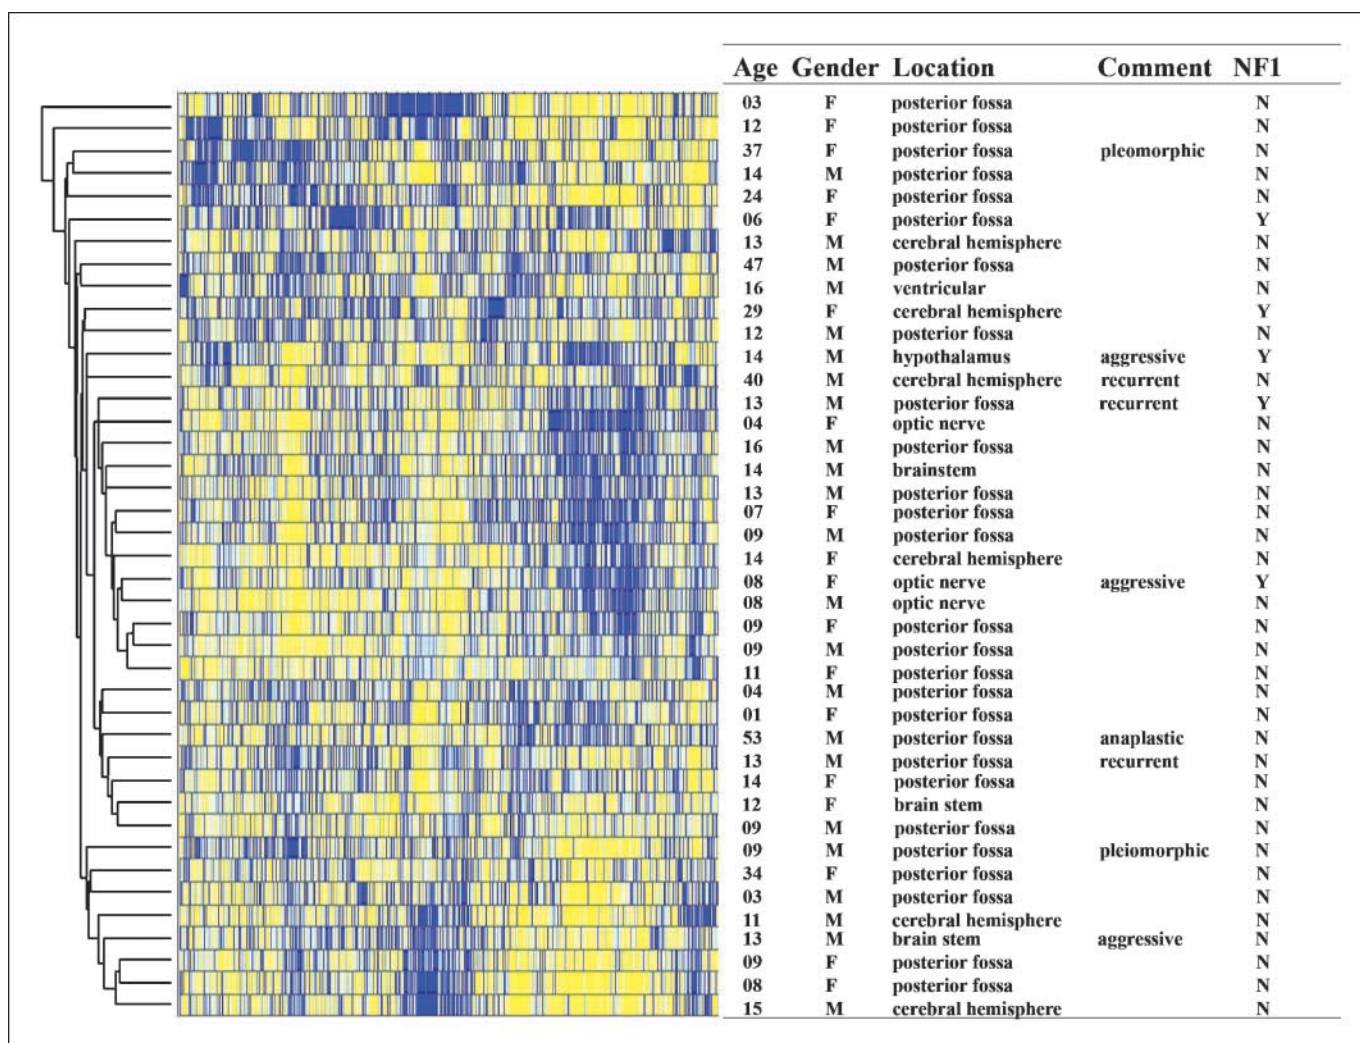 Age Gender Location Comment NF1
03 F posterior fossa N
12 F posterior fossa N
37 F posterior fossa pleomorphic N
14 M posterior fossa N
24 F posterior fossa N
06 F posterior fossa Y
13 M cerebral hemisphere N
47 M posterior fossa N
16 M ventricular N
29 F cerebral hemisphere Y
12 M posterior fossa N
14 M hypothalamus aggressive Y
40 M cerebral hemisphere recurrent N
13 M posterior fossa recurrent Y
04 F optic nerve N
16 M posterior fossa N
14 M brainstem N
13 M posterior fossa N
07 F posterior fossa N
09 M posterior fossa N
14 F cerebral hemisphere N
08 F optic nerve aggressive Y
08 M optic nerve N
09 F posterior fossa N
09 M posterior fossa N
11 F posterior fossa N
04 M posterior fossa N
01 F posterior fossa N
53 M posterior fossa anaplastic N
13 M posterior fossa recurrent N
14 F posterior fossa N
12 F brain stem N
09 M posterior fossa N
09 M posterior fossa pleiomorphic N
34 F posterior fossa N
03 M posterior fossa N
11 M cerebral hemisphere N
13 M brain stem aggressive N
09 F posterior fossa N
08 F posterior fossa N
15 M cerebral hemisphere N